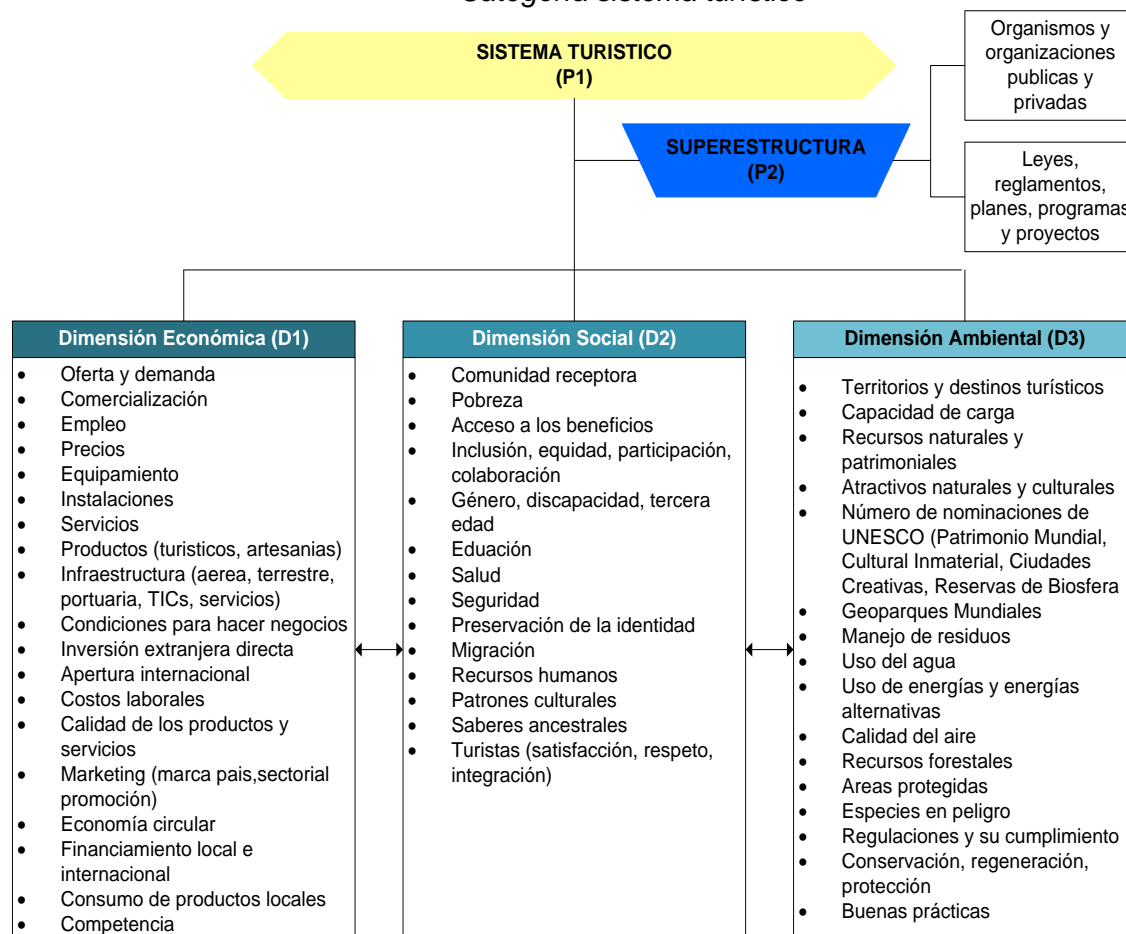 Categoría sistema turístico
SISTEMA TURISTICO
(P1)
Organismos y
organizaciones
publicas y
privadas
SUPERESTRUCTURA
(P2)
Leyes,
reglamentos,
planes, programas
y proyectos
Dimensión Económica (D1)
• Oferta y demanda
• Comercialización
• Empleo
• Precios
• Equipamiento
• Instalaciones
• Servicios
• Productos (turisticos, artesanias)
• Infraestructura (aerea, terrestre,
portuaria, TICs, servicios)
• Condiciones para hacer negocios
• Inversión extranjera directa
• Apertura internacional
• Costos laborales
• Calidad de los productos y
servicios
• Marketing (marca pais,sectorial
promoción)
• Economía circular
• Financiamiento local e
internacional
• Consumo de productos locales
• Competencia
Dimensión Social (D2)
• Comunidad receptora
• Pobreza
• Acceso a los beneficios
• Inclusión, equidad, participación,
colaboración
• Género, discapacidad, tercera
edad
• Eduación
• Salud
• Seguridad
• Preservación de la identidad
• Migración
• Recursos humanos
• Patrones culturales
• Saberes ancestrales
• Turistas (satisfacción, respeto,
integración)
Dimensión Ambiental (D3)
• Territorios y destinos turísticos
• Capacidad de carga
• Recursos naturales y
patrimoniales
• Atractivos naturales y culturales
• Número de nominaciones de
UNESCO (Patrimonio Mundial,
Cultural Inmaterial, Ciudades
Creativas, Reservas de Biosfera
• Geoparques Mundiales
• Manejo de residuos
• Uso del agua
• Uso de energías y energías
alternativas
• Calidad del aire
• Recursos forestales
• Areas protegidas
• Especies en peligro
• Regulaciones y su cumplimiento
• Conservación, regeneración,
protección
• Buenas prácticas